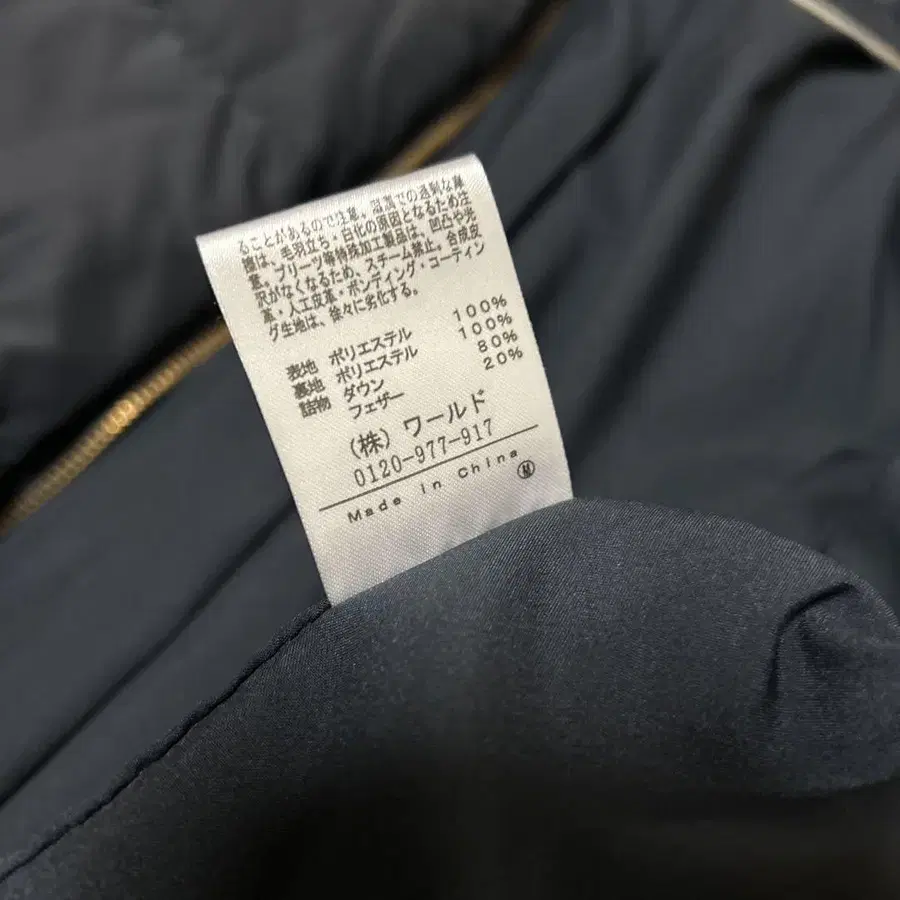 ることがあるので注意。湿潤での過剰な摩
擦は、毛羽立ち・白化の原因となるため注
意。プリーツ等特殊加工製品は、凹凸や光
沢がなくなるため、スチーム禁止。合成皮
革・人工皮革・ボンディング・コーティン
グ生地は、徐々に劣化する。
表地 ポリエステル 100%
裏地 ポリエステル 100%
詰物 ダウン 80%
フェザー 20%
(株) ワールド
0120-977-917
Made in China